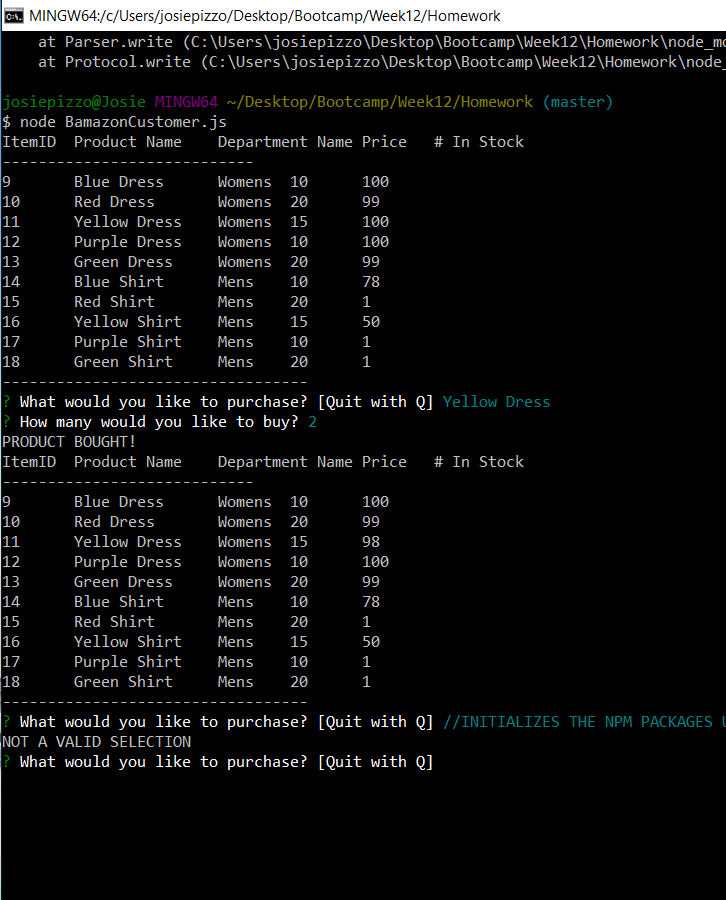 MINGW64:/c/Users/josiepizzo/Desktop/Bootcamp/Week12/Homework
at Parser.write (C:\Users\josiepizzo\Desktop\Bootcamp\Week12\Homework\node_mo
at Protocol.write (C:\Users\josiepizzo\Desktop\Bootcamp\Week12\Homework\node_
josiepizzo@Josie MINGW64 ~/Desktop/Bootcamp/Week12/Homework (master)
$ node BamazonCustomer.js
ItemID  Product Name    Department Name Price   # In Stock
----------------------------
9       Blue Dress      Womens  10      100
10      Red Dress       Womens  20      99
11      Yellow Dress    Womens  15      100
12      Purple Dress    Womens  10      100
13      Green Dress     Womens  20      99
14      Blue Shirt      Mens    10      78
15      Red Shirt       Mens    20      1
16      Yellow Shirt    Mens    15      50
17      Purple Shirt    Mens    10      1
18      Green Shirt     Mens    20      1
----------------------------------
? What would you like to purchase? [Quit with Q] Yellow Dress
? How many would you like to buy? 2
PRODUCT BOUGHT!
ItemID  Product Name    Department Name Price   # In Stock
----------------------------
9       Blue Dress      Womens  10      100
10      Red Dress       Womens  20      99
11      Yellow Dress    Womens  15      98
12      Purple Dress    Womens  10      100
13      Green Dress     Womens  20      99
14      Blue Shirt      Mens    10      78
15      Red Shirt       Mens    20      1
16      Yellow Shirt    Mens    15      50
17      Purple Shirt    Mens    10      1
18      Green Shirt     Mens    20      1
----------------------------------
? What would you like to purchase? [Quit with Q] //INITIALIZES THE NPM PACKAGES U
NOT A VALID SELECTION
? What would you like to purchase? [Quit with Q]